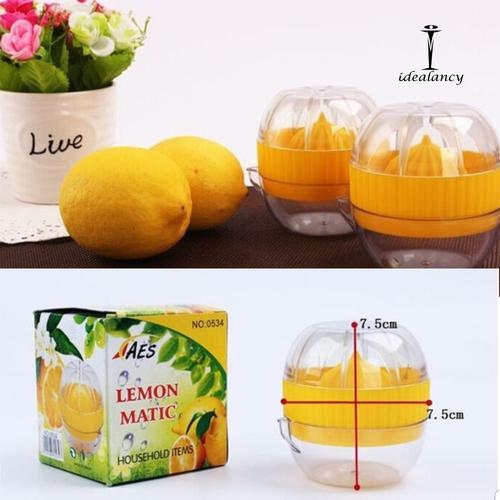 idealancy
Live
7.5cm
NO:0534
AES
LEMON
MATIC
7.5cm
HOUSEHOLD ITEMS